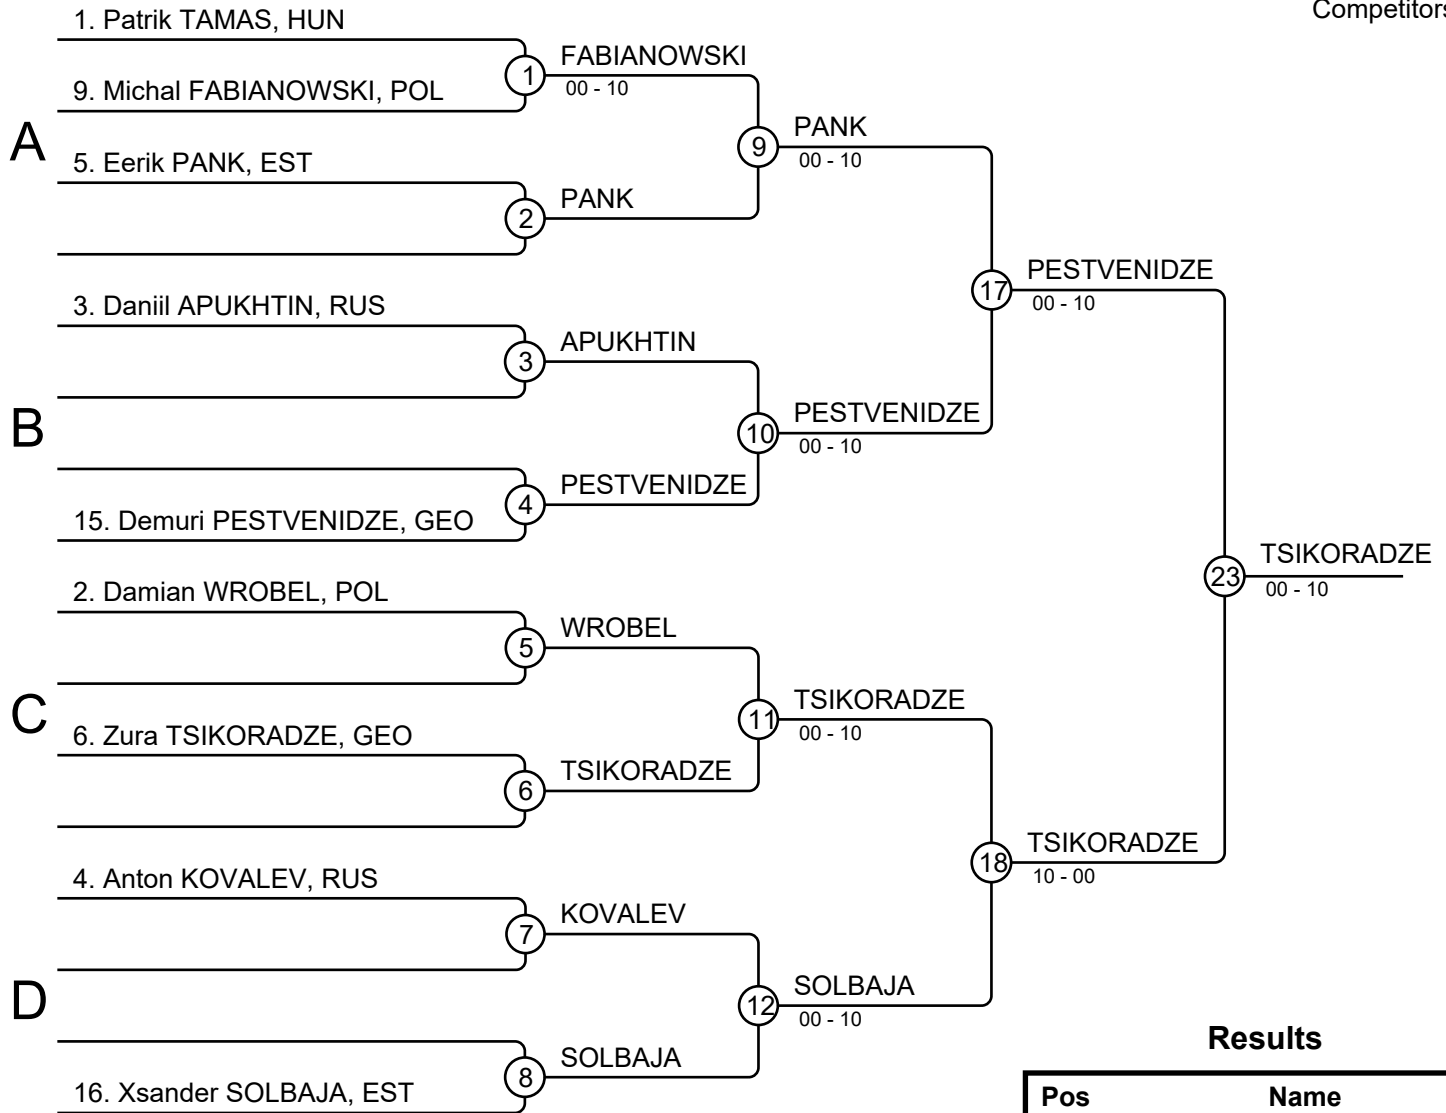 Competitors
1. Patrik TAMAS, HUN
FABIANOWSKI
1
00 - 10
9. Michal FABIANOWSKI, POL
A
PANK
9
00 - 10
5. Eerik PANK, EST
PANK
2
PESTVENIDZE
17
00 - 10
3. Daniil APUKHTIN, RUS
APUKHTIN
3
B
PESTVENIDZE
10
00 - 10
PESTVENIDZE
4
15. Demuri PESTVENIDZE, GEO
TSIKORADZE
23
00 - 10
2. Damian WROBEL, POL
WROBEL
5
C
TSIKORADZE
11
00 - 10
6. Zura TSIKORADZE, GEO
TSIKORADZE
6
TSIKORADZE
18
10 - 00
4. Anton KOVALEV, RUS
KOVALEV
7
D
SOLBAJA
12
00 - 10
SOLBAJA
8
16. Xsander SOLBAJA, EST
Results
Pos Name